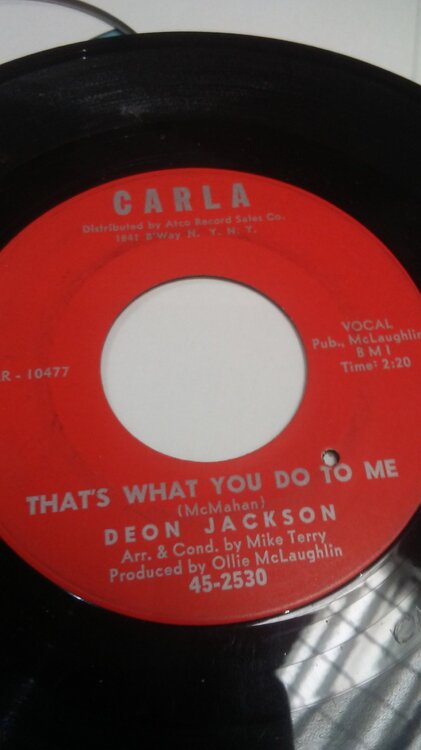 CARLA
Distributed by Atco Record Sales Co.
1841 B'Way N. Y. N. Y.
VOCAL
Pub., McLaughlin
BMI
Time: 2:20
R - 10477
THAT'S WHAT YOU DO TO ME
(McMahan)
DEON JACKSON
Arr. & Cond. by Mike Terry
Produced by Ollie McLaughlin
45-2530